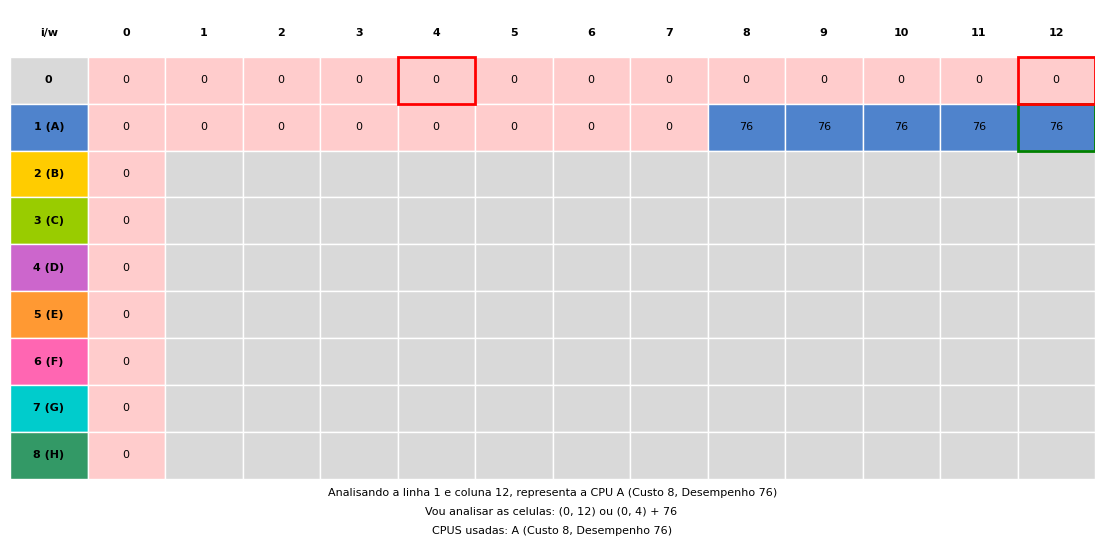 i/w 0 1 2 3 4 5 6 7 8 9 10 11 12
0 0 0 0 0 0 0 0 0 0 0 0 0 0
1 (A) 0 0 0 0 0 0 0 0 76 76 76 76 76
2 (B) 0
3 (C) 0
4 (D) 0
5 (E) 0
6 (F) 0
7 (G) 0
8 (H) 0
Analisando a linha 1 e coluna 12, representa a CPU A (Custo 8, Desempenho 76)
Vou analisar as celulas: (0, 12) ou (0, 4) + 76
CPUS usadas: A (Custo 8, Desempenho 76)